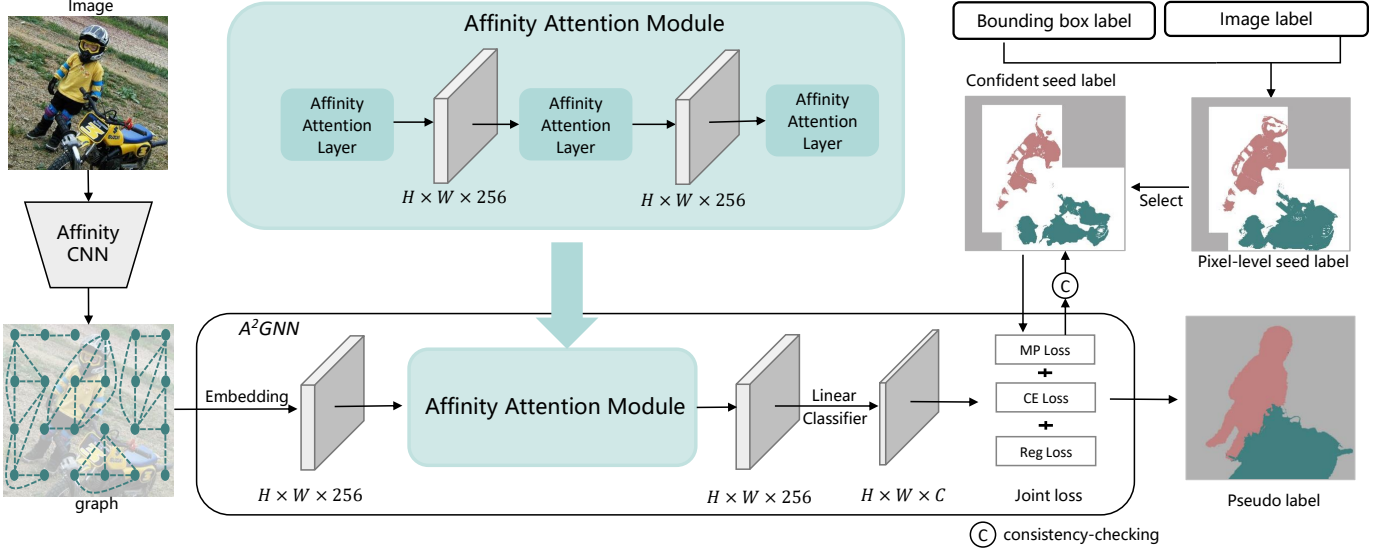 Image
Affinity
CNN
graph
Affinity Attention Module
Affinity
Attention
Layer
H × W × 256
Affinity
Attention
Layer
H × W × 256
Affinity
Attention
Layer
Bounding box label
Image label
Confident seed label
Select
Pixel-level seed label
C
A²GNN
Embedding
H × W × 256
Affinity Attention Module
H × W × 256
Linear
Classifier
H × W × C
MP Loss
+
CE Loss
+
Reg Loss
Joint loss
Pseudo label
C consistency-checking